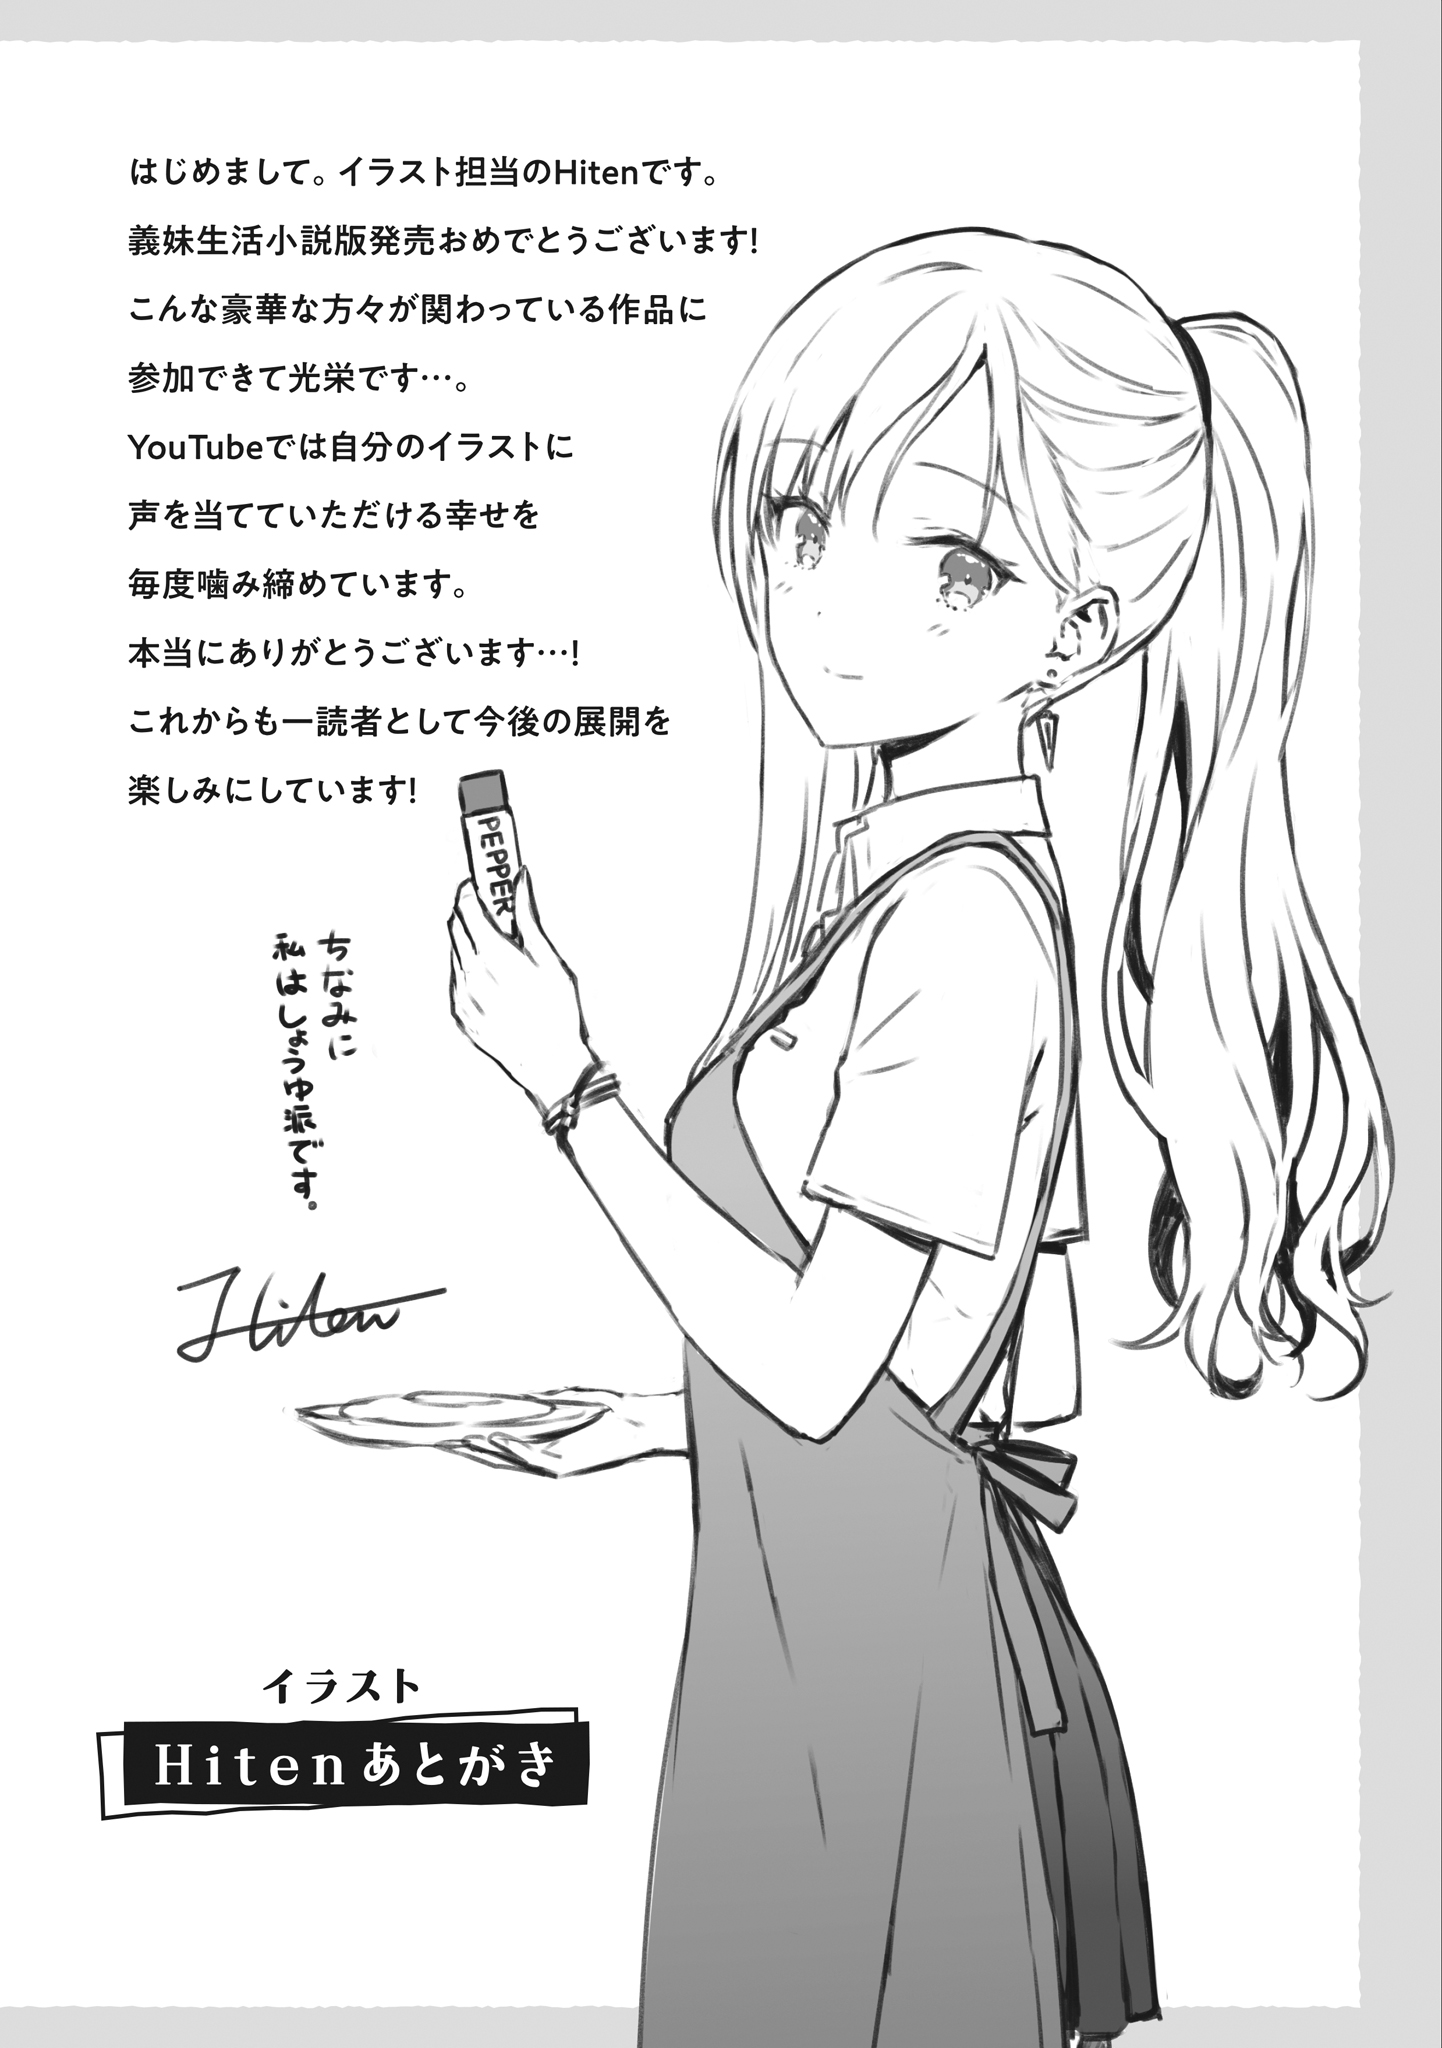 はじめまして。イラスト担当のHitenです。
義妹生活小説版発売おめでとうございます!
こんな豪華な方々が関わっている作品に
参加できて光栄です…。
YouTubeでは自分のイラストに
声を当てていただける幸せを
毎度噛み締めています。
本当にありがとうございます…!
これからも一読者として今後の展開を
楽しみにしています!
PEPPER
ちなみに
私はしょうゆ派です。
Hiten
イラスト
Hitenあとがき